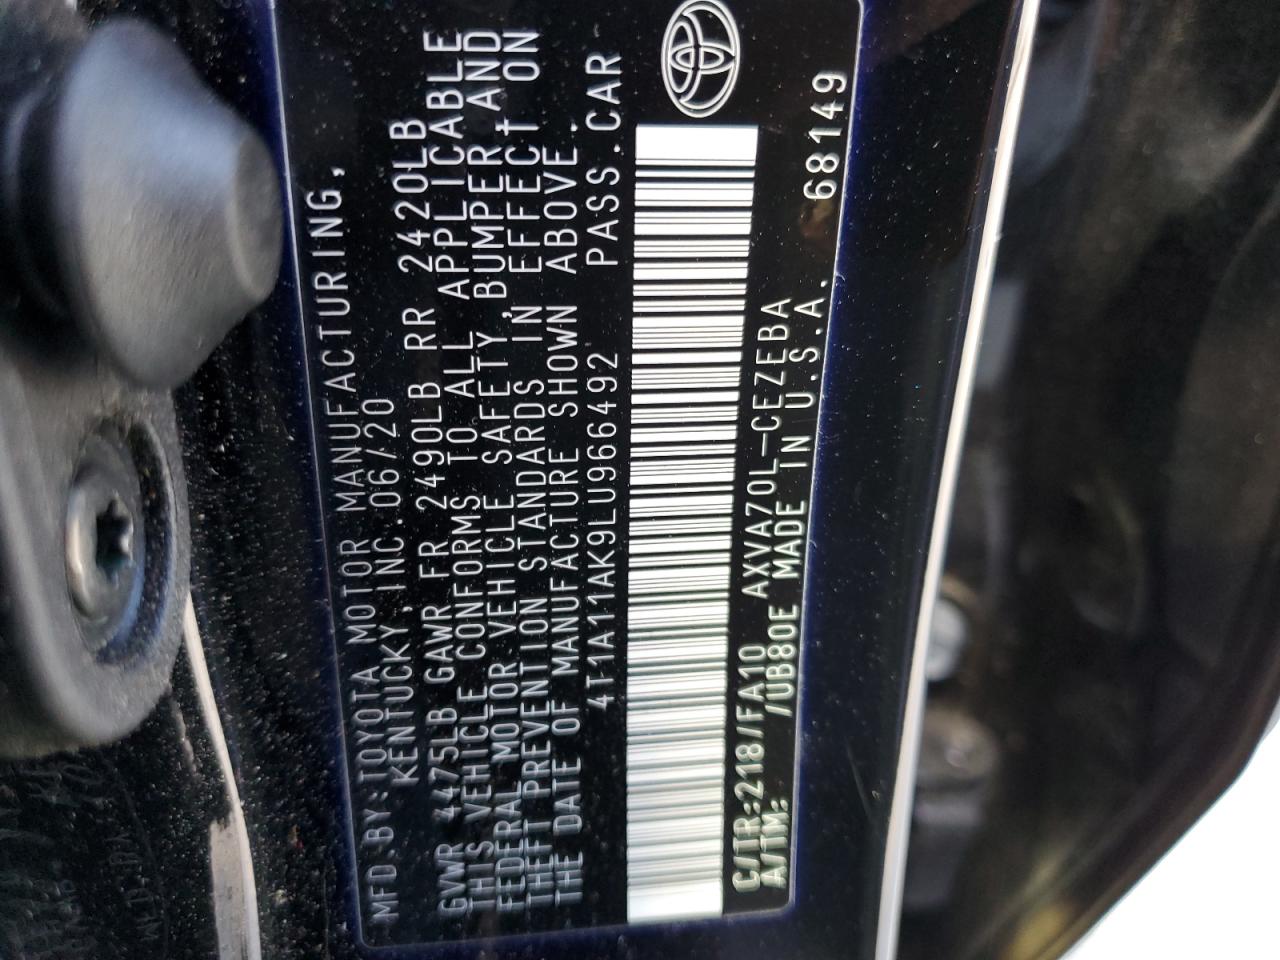 MFD.BY:TOYOTA MOTOR MANUFACTURING,
KENTUCKY, INC.06/20
GVWR 4475LB GAWR FR 2490LB RR 2420LB
THIS VEHICLE CONFORMS TO ALL APPLICABLE
FEDERAL MOTOR VEHICLE SAFETY,BUMPER,AND
THEFT PREVENTION STANDARDS IN EFFECT ON
THE DATE OF MANUFACTURE SHOWN ABOVE.
4T1A11AK9LU966492 PASS.CAR
C/TR:218/FA10 AXVA70L-CEZEBA
A/TM: /UB80E MADE IN U.S.A. 68149